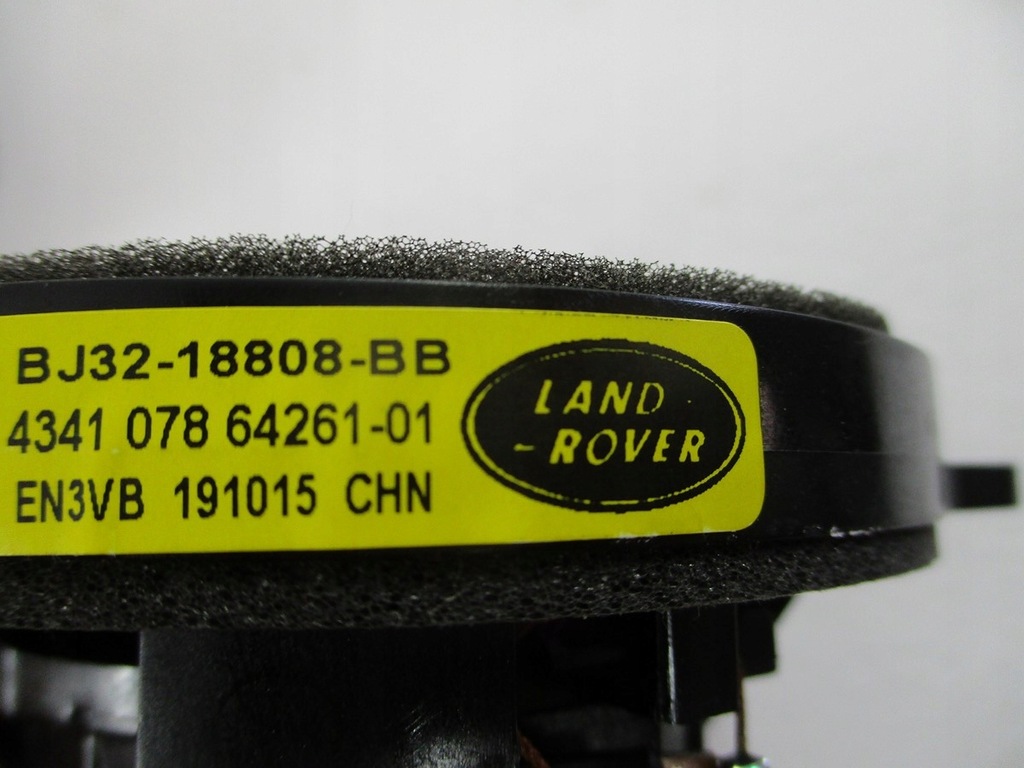 BJ32-18808-BB
4341 078 64261-01
EN3VB 191015 CHN
LAND
-ROVER